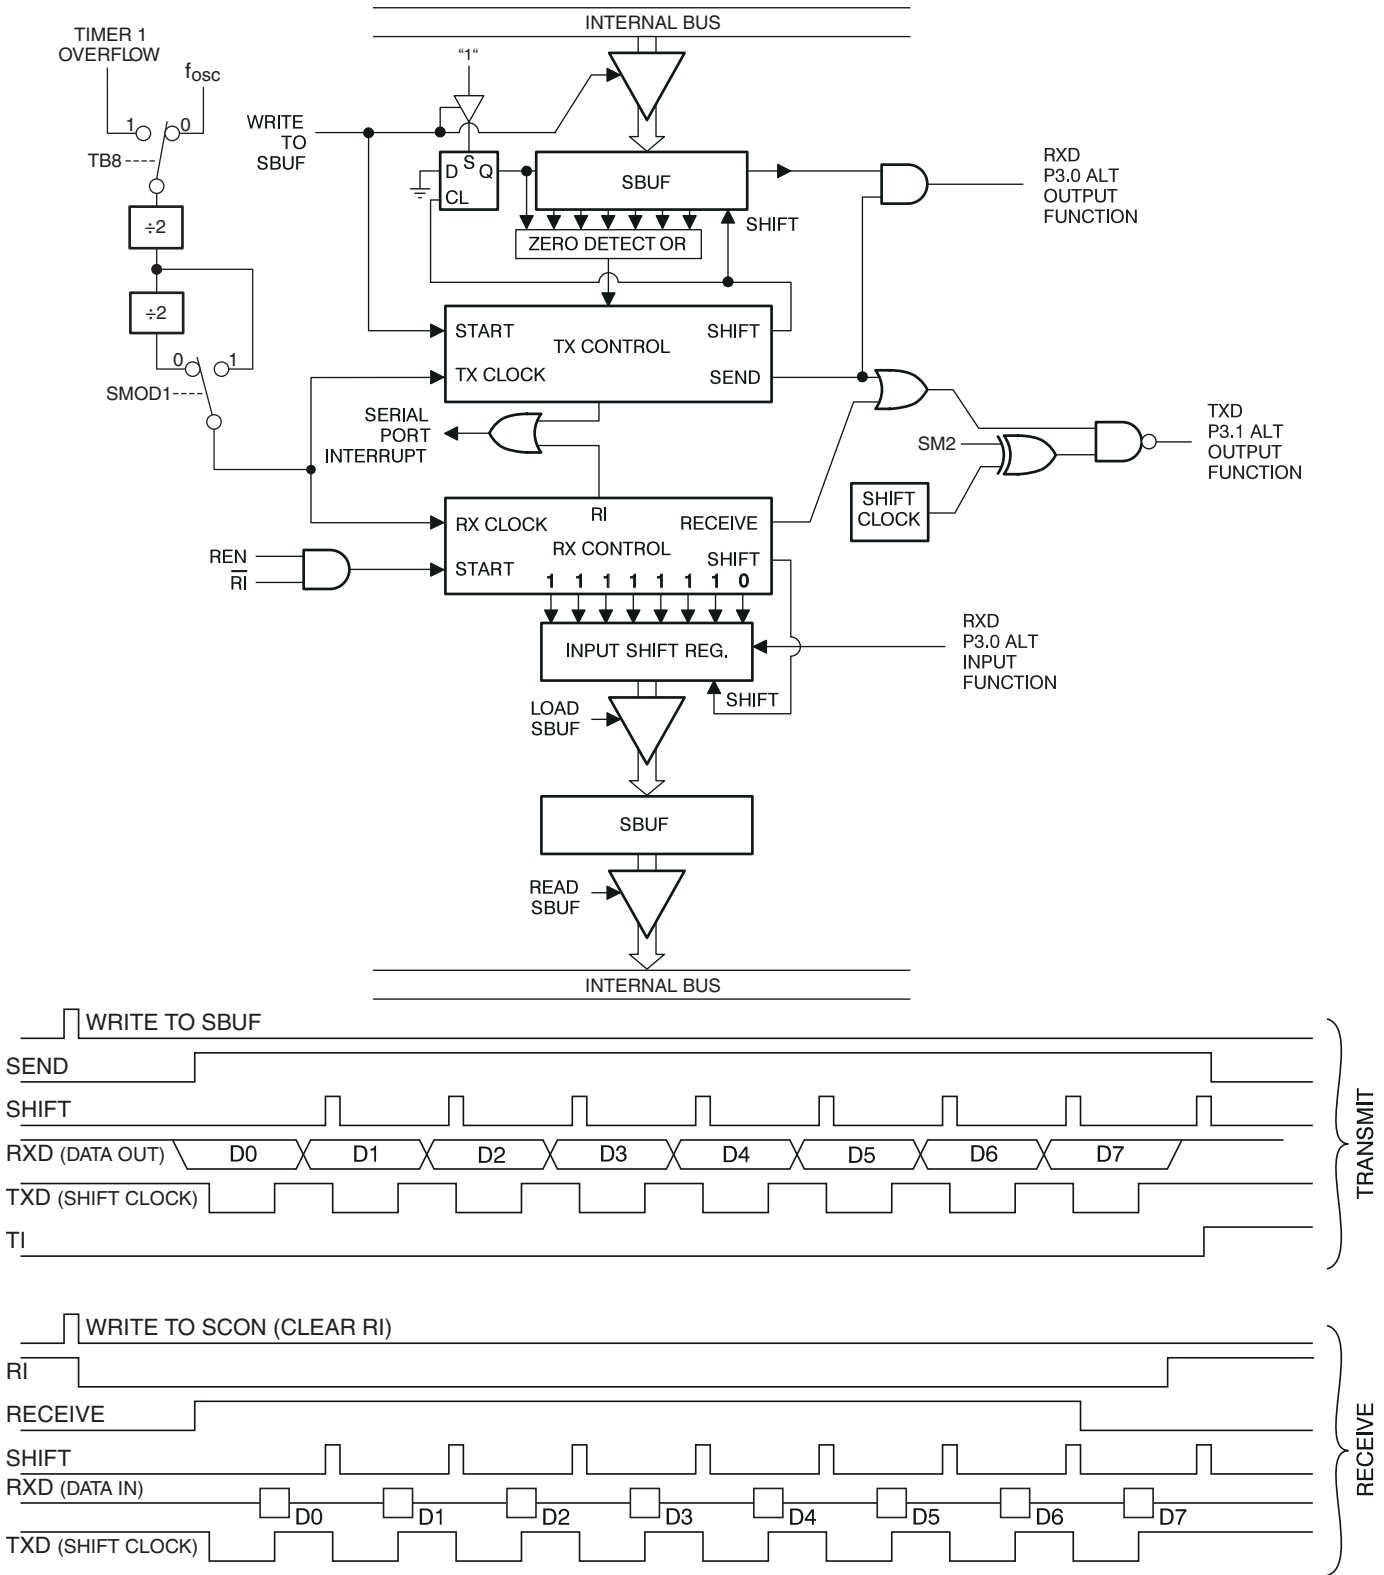 INTERNAL BUS
TIMER 1
OVERFLOW
fosc
"1"
1
0
TB8
WRITE
TO
SBUF
D
S
Q
CL
SBUF
SHIFT
RXD
P3.0 ALT
OUTPUT
FUNCTION
÷2
ZERO DETECT OR
÷2
START
SHIFT
TX CONTROL
TX CLOCK
SEND
0
1
SMOD1
SERIAL
PORT
INTERRUPT
SM2
TXD
P3.1 ALT
OUTPUT
FUNCTION
SHIFT
CLOCK
RX CLOCK
RI
RECEIVE
RX CONTROL
SHIFT
START
1 1 1 1 1 1 1 0
REN
R̅I̅
INPUT SHIFT REG.
RXD
P3.0 ALT
INPUT
FUNCTION
SHIFT
LOAD
SBUF
SBUF
READ
SBUF
INTERNAL BUS
WRITE TO SBUF
SEND
SHIFT
RXD (DATA OUT) D0 D1 D2 D3 D4 D5 D6 D7
TXD (SHIFT CLOCK)
TI
TRANSMIT
WRITE TO SCON (CLEAR RI)
RI
RECEIVE
SHIFT
RXD (DATA IN)
D0 D1 D2 D3 D4 D5 D6 D7
TXD (SHIFT CLOCK)
RECEIVE